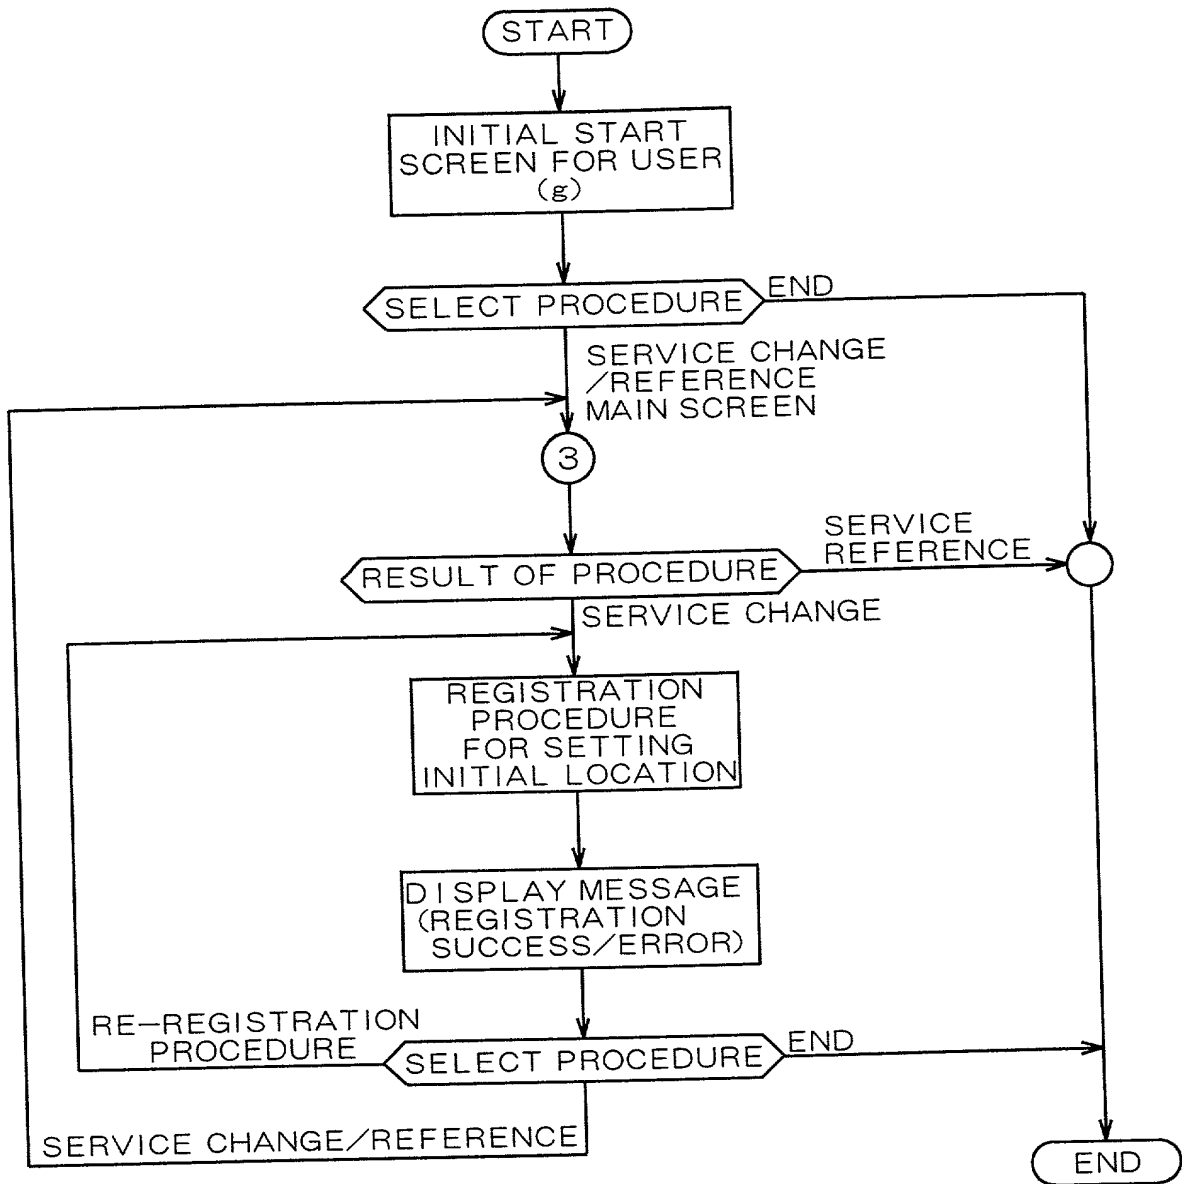 START
INITIAL START
SCREEN FOR USER
(g)
SELECT PROCEDURE
END
SERVICE CHANGE
/REFERENCE
MAIN SCREEN
3
SERVICE
REFERENCE
RESULT OF PROCEDURE
SERVICE CHANGE
REGISTRATION
PROCEDURE
FOR SETTING
INITIAL LOCATION
DISPLAY MESSAGE
(REGISTRATION
SUCCESS/ERROR)
RE-REGISTRATION
PROCEDURE
SELECT PROCEDURE
END
SERVICE CHANGE/REFERENCE
END